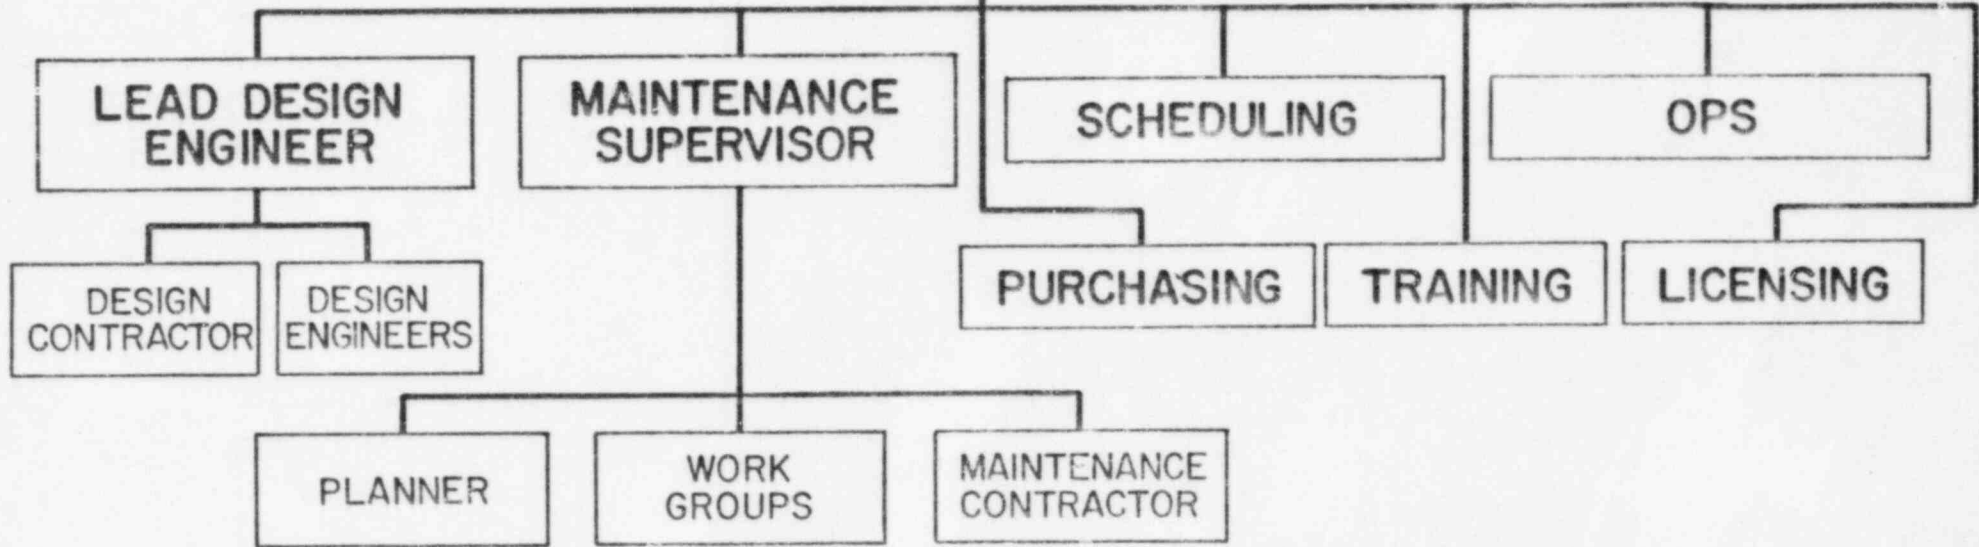 LEAD DESIGN
ENGINEER
MAINTENANCE
SUPERVISOR
SCHEDULING
OPS
DESIGN
CONTRACTOR
DESIGN
ENGINEERS
PURCHASING
TRAINING
LICENSING
PLANNER
WORK
GROUPS
MAINTENANCE
CONTRACTOR